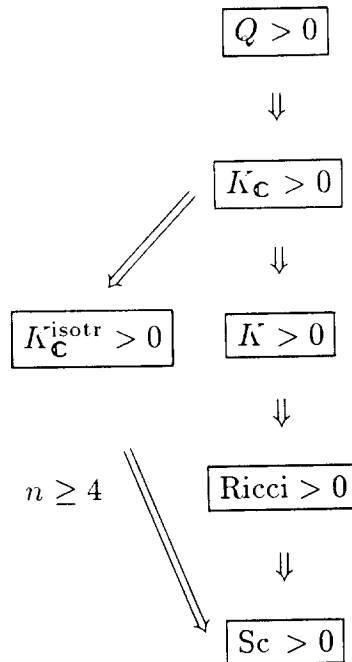 Q > 0
⇓
K_ℂ > 0
⇓
K_ℂ^isotr > 0 K > 0
⇓
n ≥ 4 Ricci > 0
⇓
Sc > 0